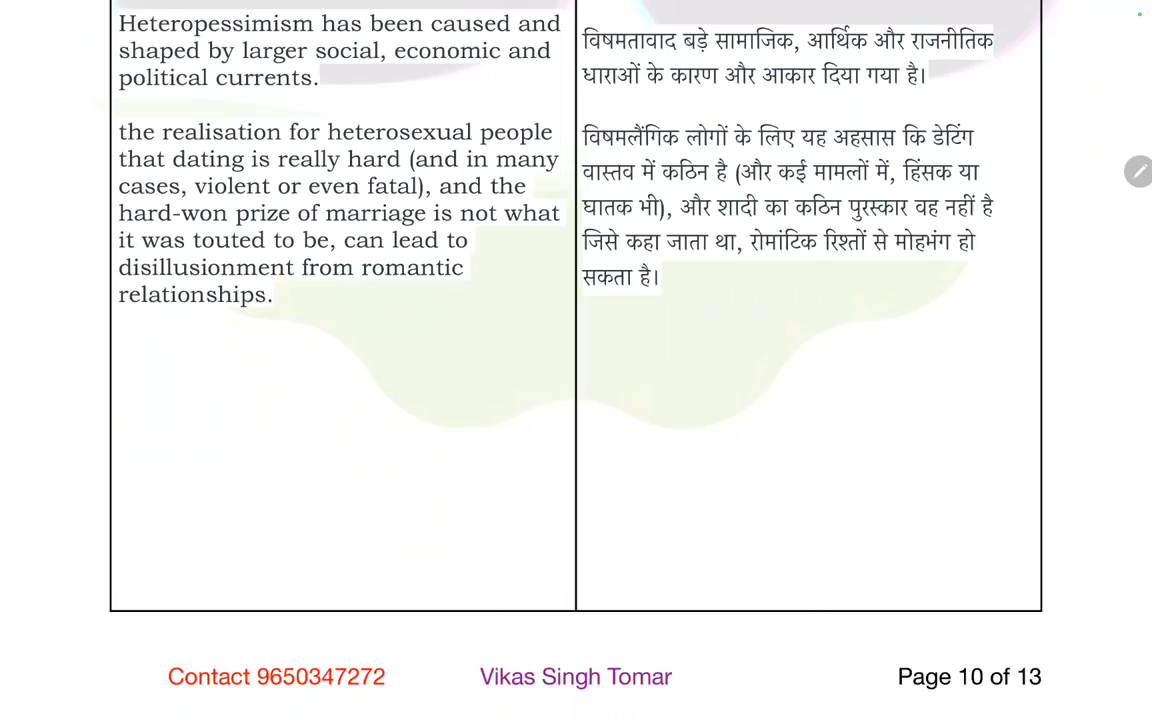 Heteropessimism has been caused and
shaped by larger social, economic and
political currents.
the realisation for heterosexual people
that dating is really hard (and in many
cases, violent or even fatal), and the
hard-won prize of marriage is not what
it was touted to be, can lead to
disillusionment from romantic
relationships.
विषमतावाद बड़े सामाजिक, आर्थिक और राजनीतिक
धाराओं के कारण और आकार दिया गया है।
विषमलैंगिक लोगों के लिए यह अहसास कि डेटिंग
वास्तव में कठिन है (और कई मामलों में, हिंसक या
घातक भी), और शादी का कठिन पुरस्कार वह नहीं है
जिसे कहा जाता था, रोमांटिक रिश्तों से मोहभंग हो
सकता है।
Contact 9650347272
Vikas Singh Tomar
Page 10 of 13